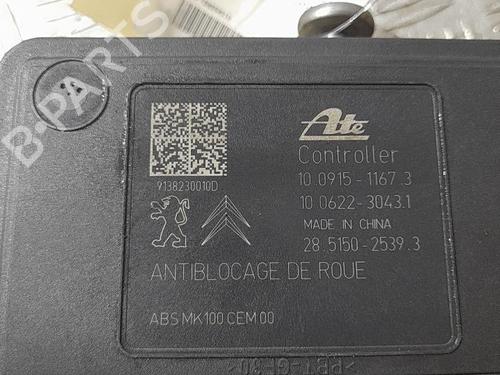 B-PARTS
Ate
Controller
10.0915-1167.3
10.0622-3043.1
MADE IN CHINA
28.5150-2539.3
9138230010D
ANTIBLOCAGE DE ROUE
ABS MK100 CEM 00